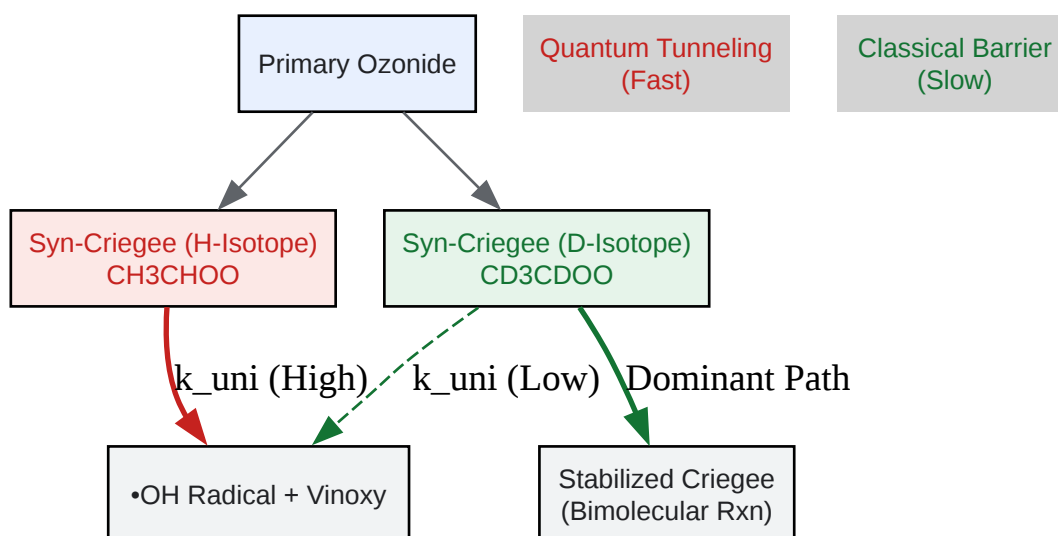 Primary Ozonide
Quantum Tunneling
(Fast)
Classical Barrier
(Slow)
Syn-Criegee (H-Isotope)
CH3CHOO
Syn-Criegee (D-Isotope)
CD3CDOO
k_uni (High)
k_uni (Low)
Dominant Path
•OH Radical + Vinoxy
Stabilized Criegee
(Bimolecular Rxn)